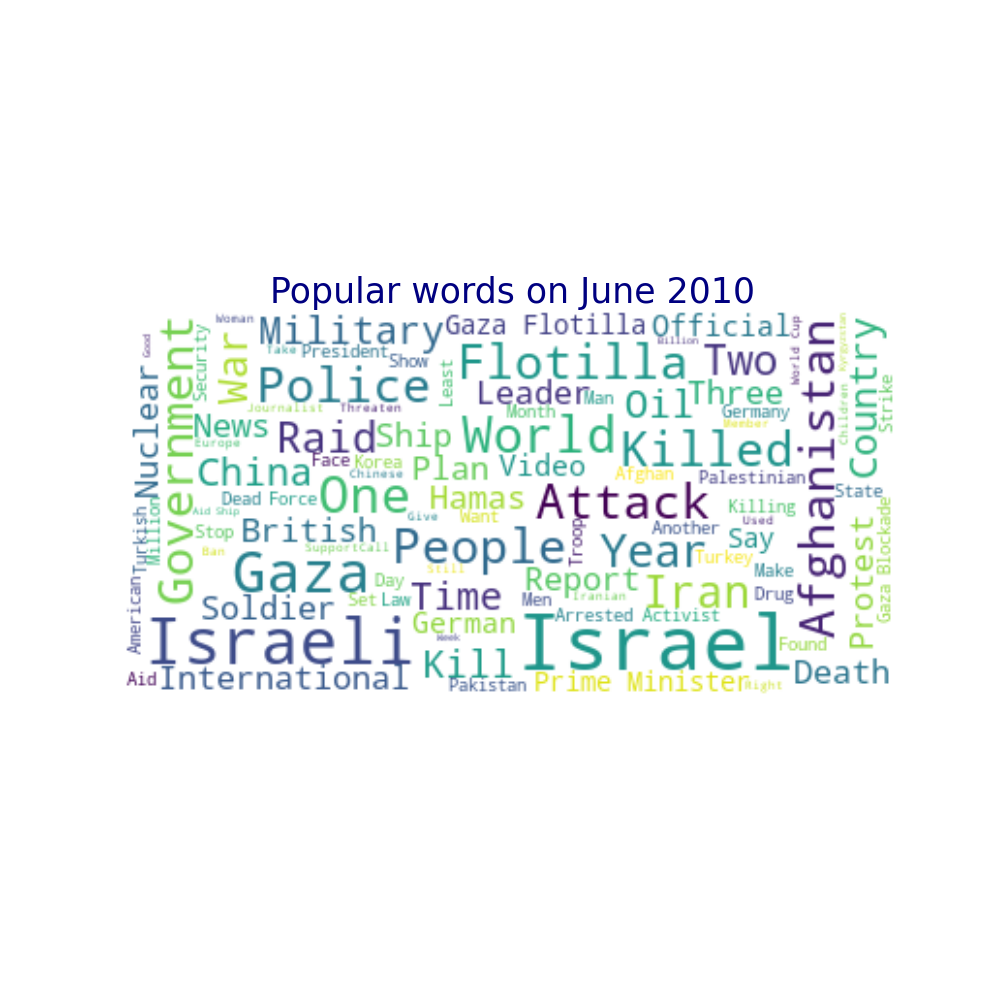 Popular words on June 2010
Woman
Military
Gaza Flotilla
Official
Billion
World Cup
Kyrgyzstan
Good
Government
Security
War
Take
President
Show
Police
Least
Flotilla
Two
Afghanistan
Country
Leader
Man
Three
Oil
Germany
Member
Children
Strike
Nuclear
Journalist
Threaten
Month
News
Europe
Raid
Ship
World
Killed
China
Face
Korea
Chinese
Plan
Video
Afghan
Palestinian
State
Dead
Force
One
Hamas
Attack
Killing
Used
Million
Turkish
Aid Ship
Stop
Ban
British
Give
Want
Troop
Another
Say
Protest
Gaza Blockade
Support
Call
People
Year
Turkey
Make
Still
Gaza
Day
Report
Iran
Iranian
American
Soldier
Set
Law
Time
Men
Drug
German
Arrested
Activist
Week
Israeli
Israel
Found
Kill
Death
Aid
International
Pakistan
Prime Minister
Right